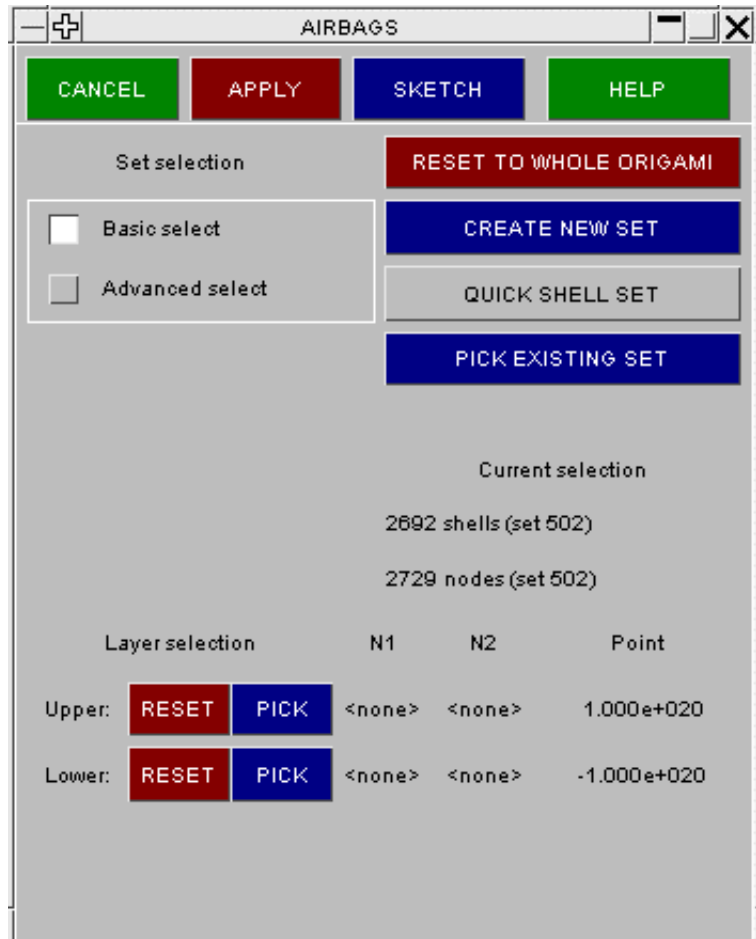 AIRBAGS
CANCEL APPLY SKETCH HELP
Set selection RESET TO WHOLE ORIGAMI
Basic select CREATE NEW SET
Advanced select QUICK SHELL SET
PICK EXISTING SET
Current selection
2692 shells (set 502)
2729 nodes (set 502)
Layer selection N1 N2 Point
Upper: RESET PICK <none> <none> 1.000e+020
Lower: RESET PICK <none> <none> -1.000e+020